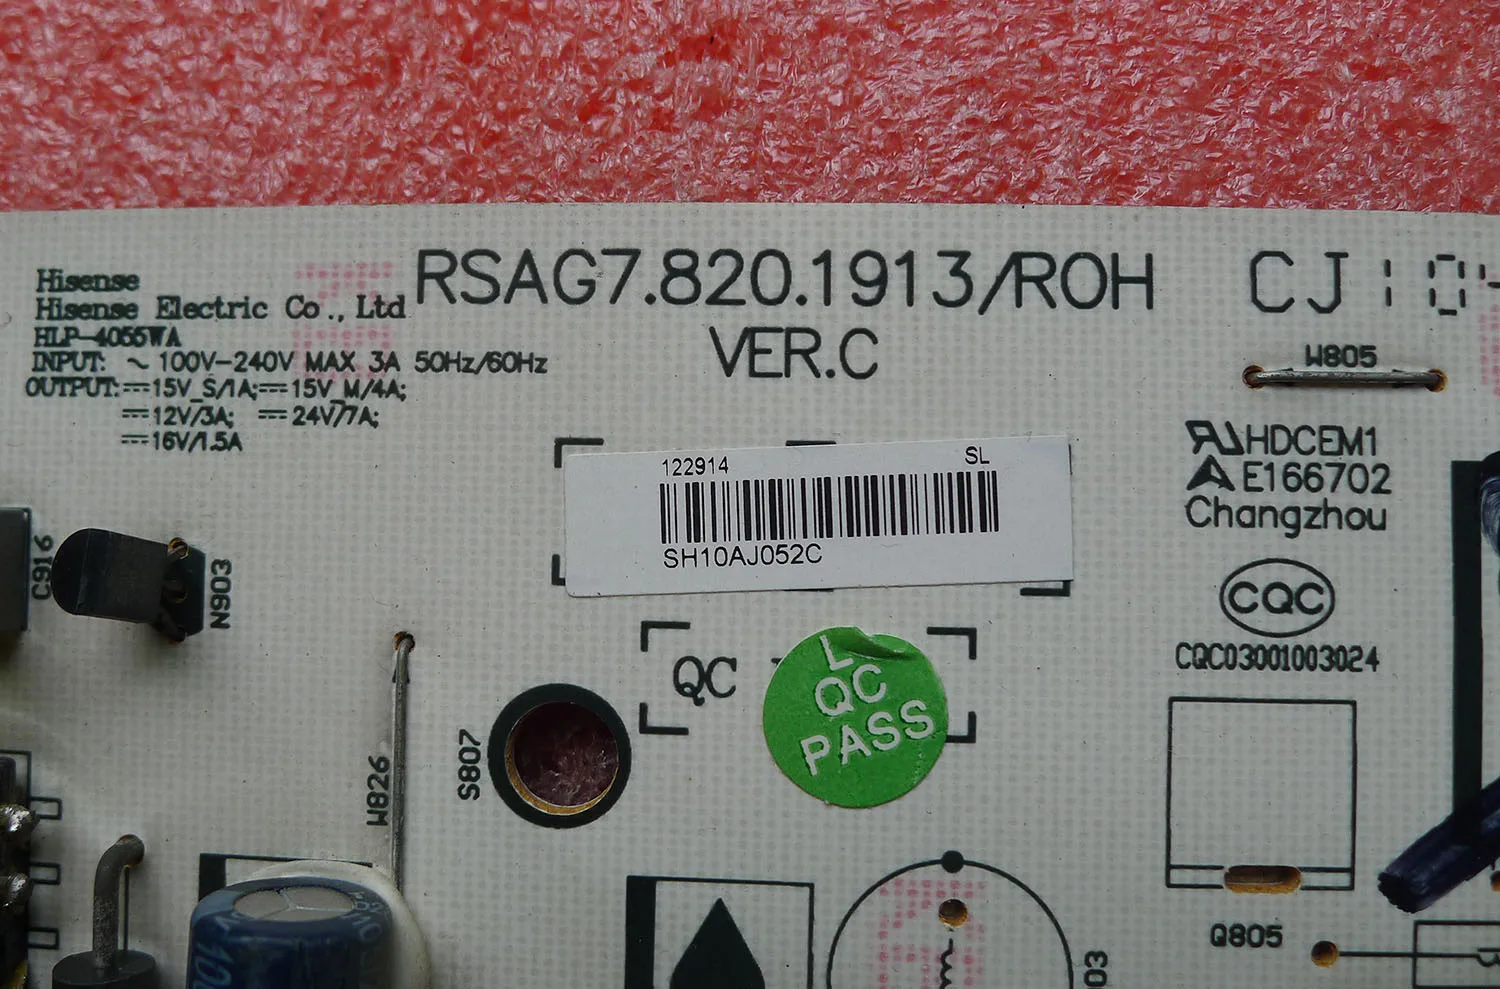 RSAG7.820.1913/ROH
VER.C
CJ10-
Hisense
Hisense Electric Co., Ltd
HLP-4055WA
INPUT: ~ 100V-240V MAX 3A 50Hz/60Hz
OUTPUT: ⎓15V_S/1A; ⎓15V_M/4A;
⎓12V/3A; ⎓24V/7A;
⎓16V/1.5A
W805
HDCEM1
E166702
Changzhou
122914
SL
SH10AJ052C
CQC
CQC03001003024
C916
N903
QC
L
QC
PASS
W826
S807
Q805
03